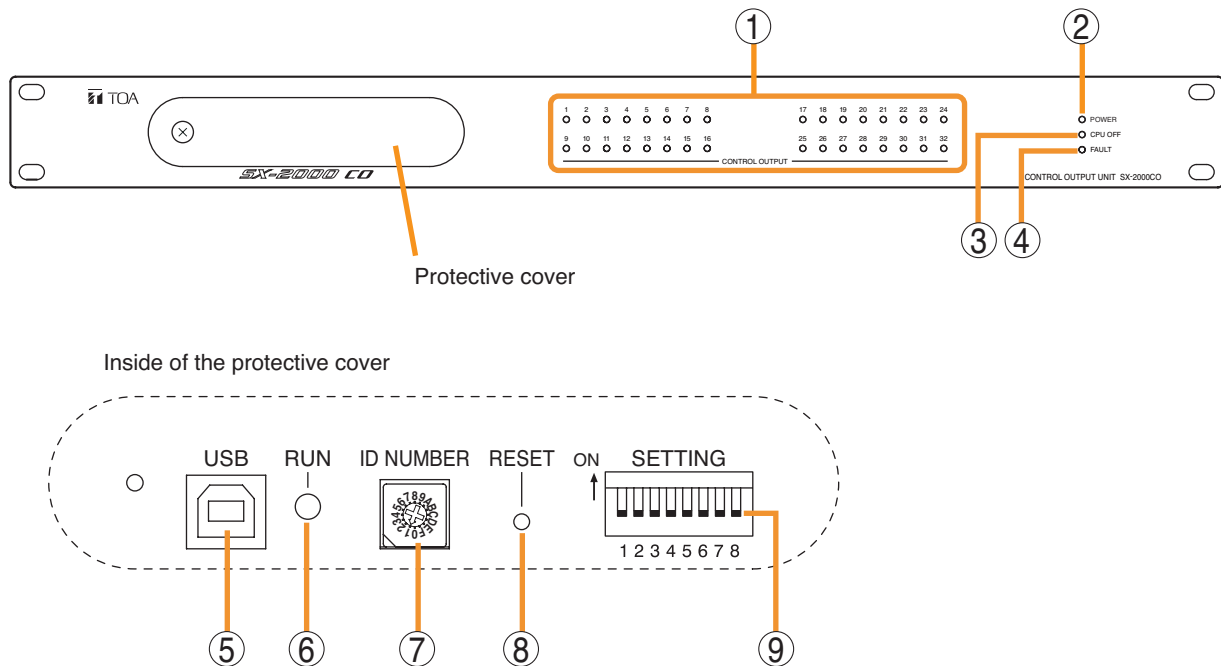 ① ②
TOA
1 2 3 4 5 6 7 8 17 18 19 20 21 22 23 24
POWER
CPU OFF
9 10 11 12 13 14 15 16 25 26 27 28 29 30 31 32
FAULT
CONTROL OUTPUT
SX-2000 CO
CONTROL OUTPUT UNIT SX-2000CO
③ ④
Protective cover
Inside of the protective cover
USB RUN ID NUMBER RESET ON SETTING
0123456789ABCDEF
1 2 3 4 5 6 7 8
⑤ ⑥ ⑦ ⑧ ⑨